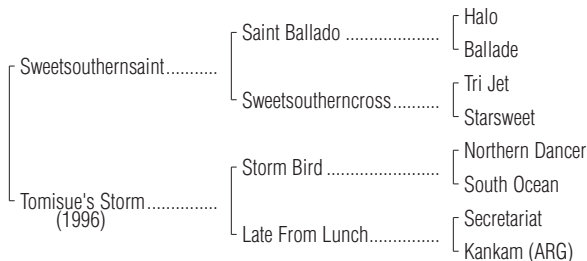 Halo
Saint Ballado ....................
Ballade
Sweetsouthernsaint...........
Tri Jet
Sweetsoutherncross..........
Starsweet
Northern Dancer
Storm Bird ........................
South Ocean
Tomisue's Storm...............
(1996)
Secretariat
Late From Lunch...............
Kankam (ARG)